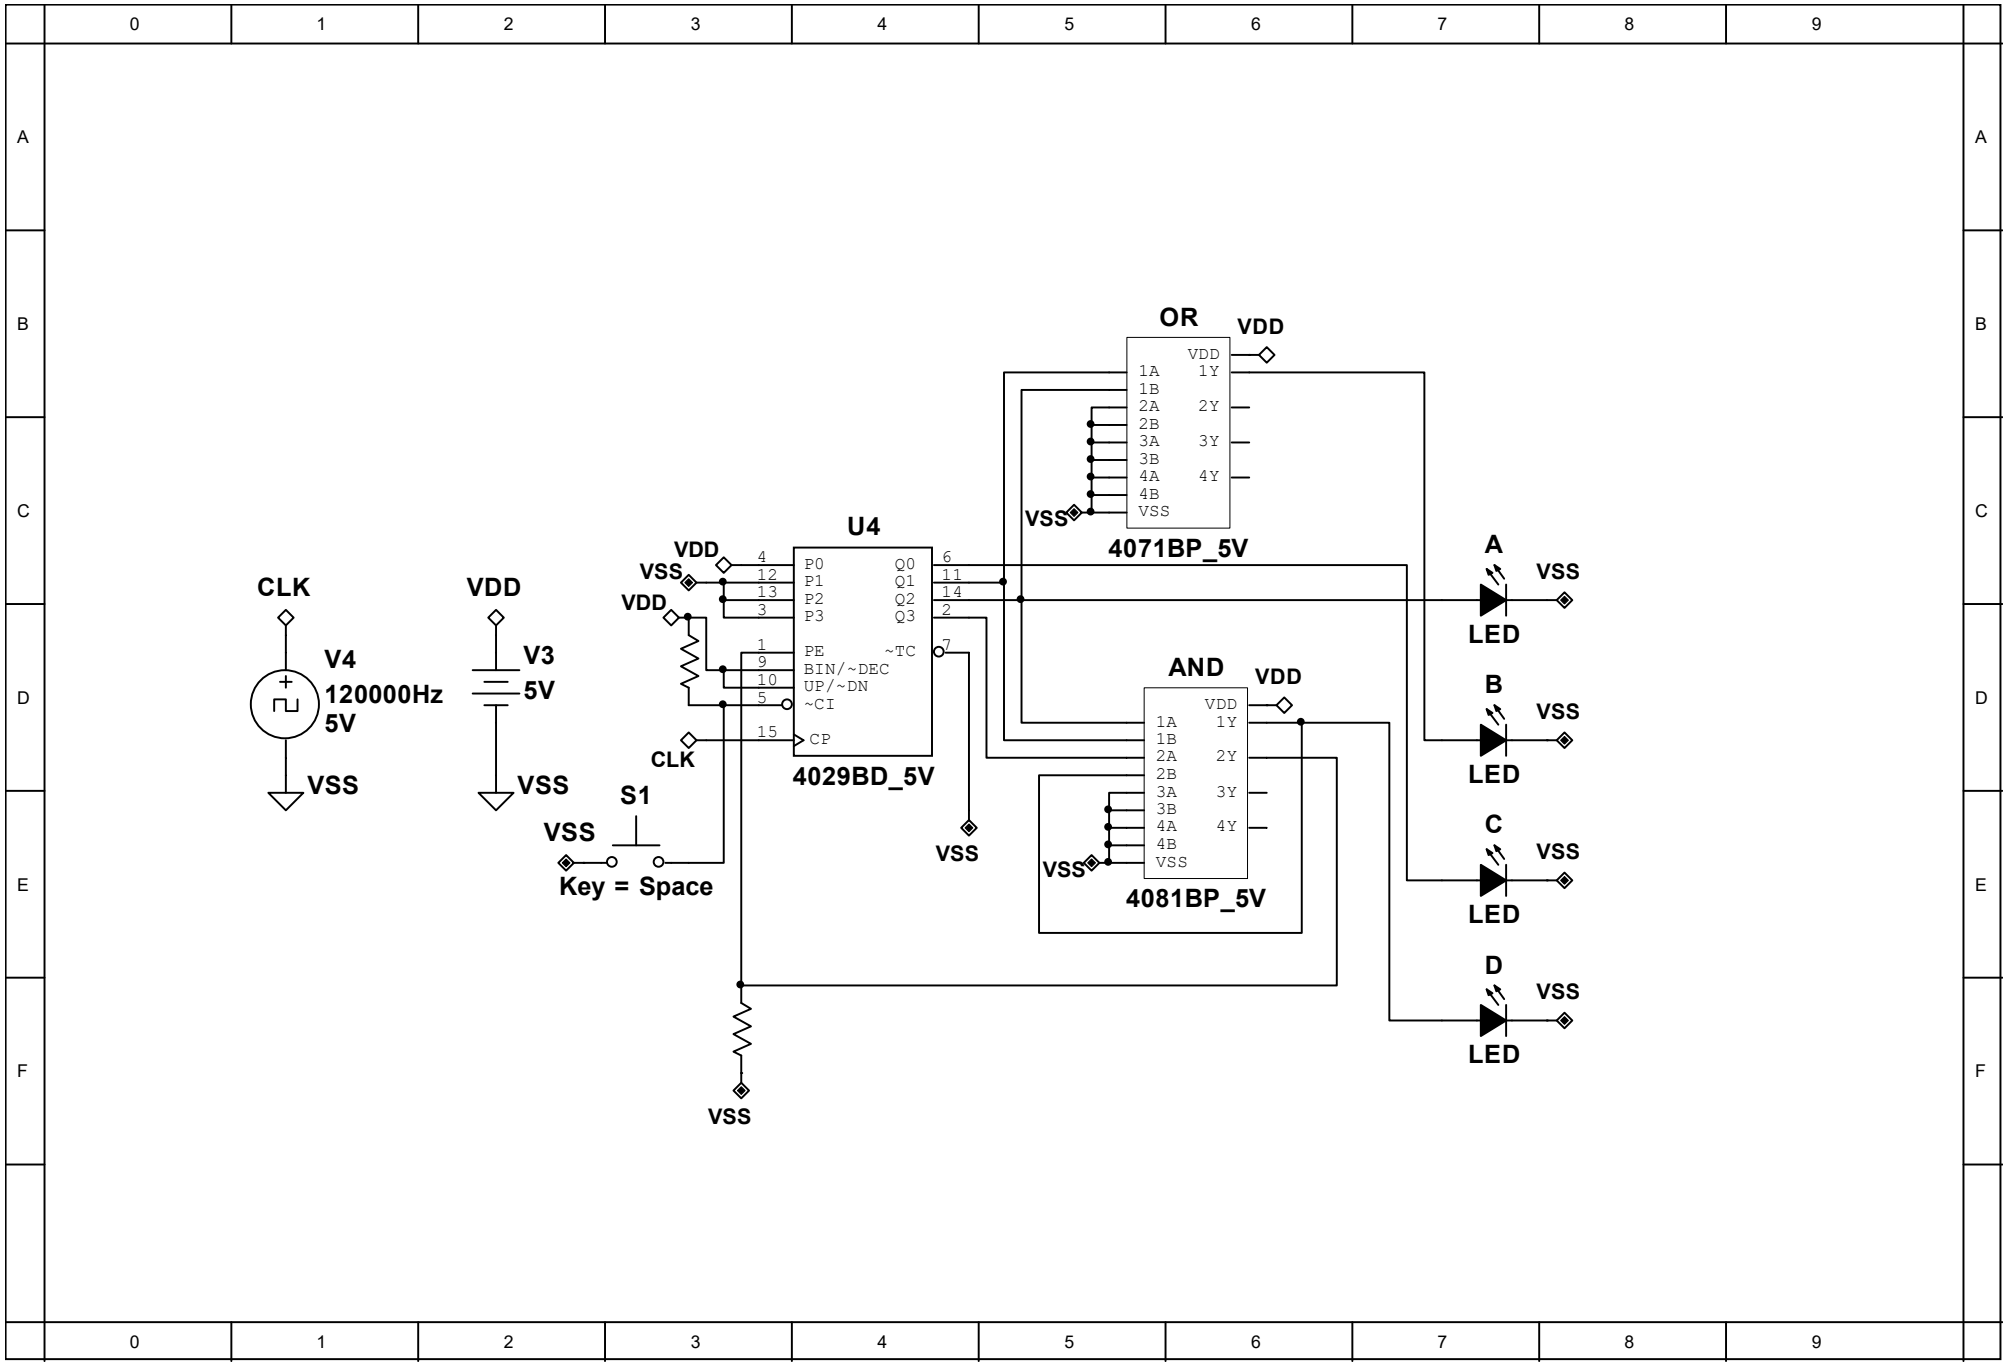 0 1 2 3 4 5 6 7 8 9
A A
B B
C C
D D
E E
F F
CLK
V4
120000Hz
5V
VSS
VDD
V3
5V
VSS
U4
VDD
VSS
VDD
4 P0 Q0 6
12 P1 Q1 11
13 P2 Q2 14
3 P3 Q3 2
1 PE ~TC 7
9 BIN/~DEC
10 UP/~DN
5 ~CI
15 CP
CLK
4029BD_5V
S1
VSS
Key = Space
VSS
VSS
OR
VDD
VDD
1A 1Y
1B
2A 2Y
2B
3A 3Y
3B
4A 4Y
4B
VSS VSS
4071BP_5V
AND
VDD
VDD
1A 1Y
1B
2A 2Y
2B
3A 3Y
3B
4A 4Y
4B
VSS VSS
4081BP_5V
A
VSS
LED
B
VSS
LED
C
VSS
LED
D
VSS
LED
0 1 2 3 4 5 6 7 8 9